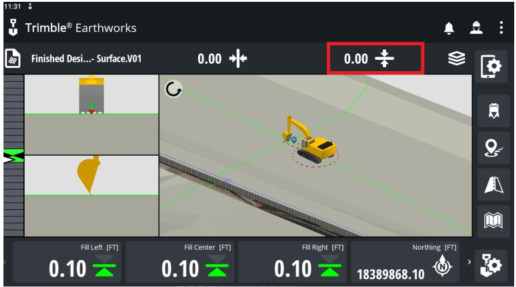 11:31
Trimble® Earthworks
Finished Desi...- Surface.V01
0.00
0.00
Fill Left [FT]
0.10
Fill Center [FT]
0.10
Fill Right [FT]
0.10
Northing [FT]
18389868.10
N